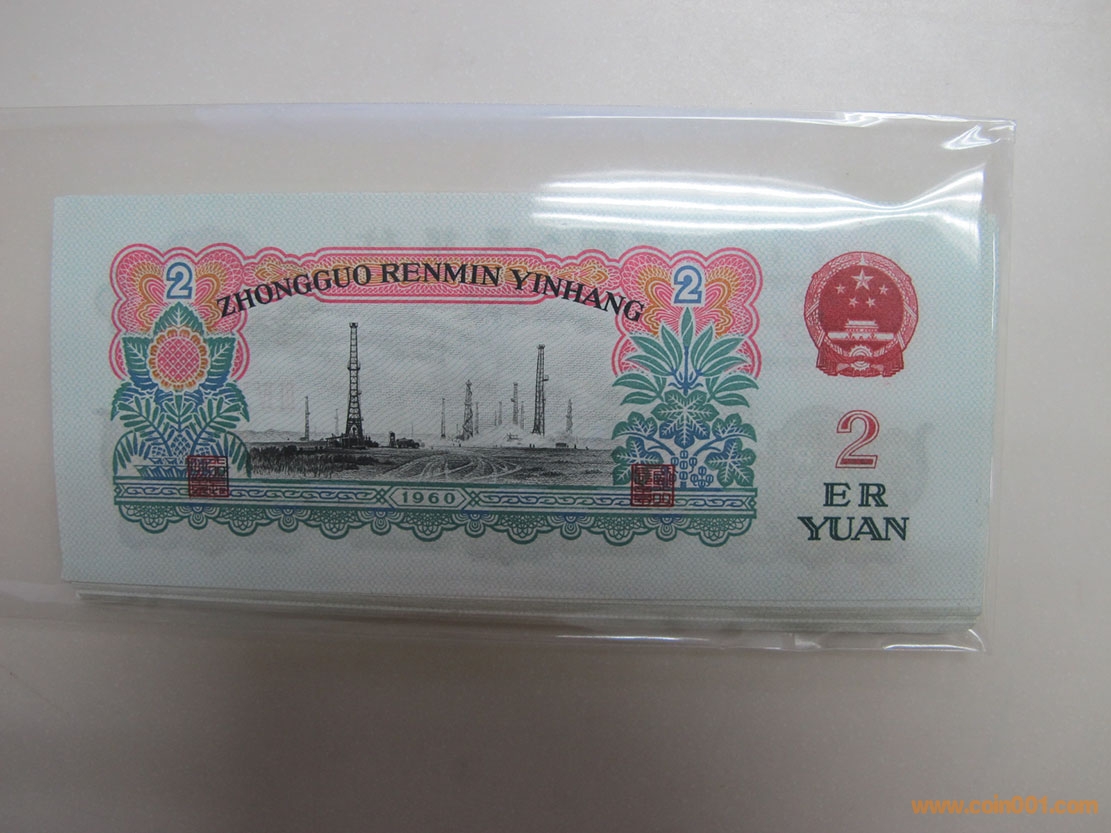 2
2
ZHONGGUO RENMIN YINHANG
1960
2
ER
YUAN
www.coin001.com